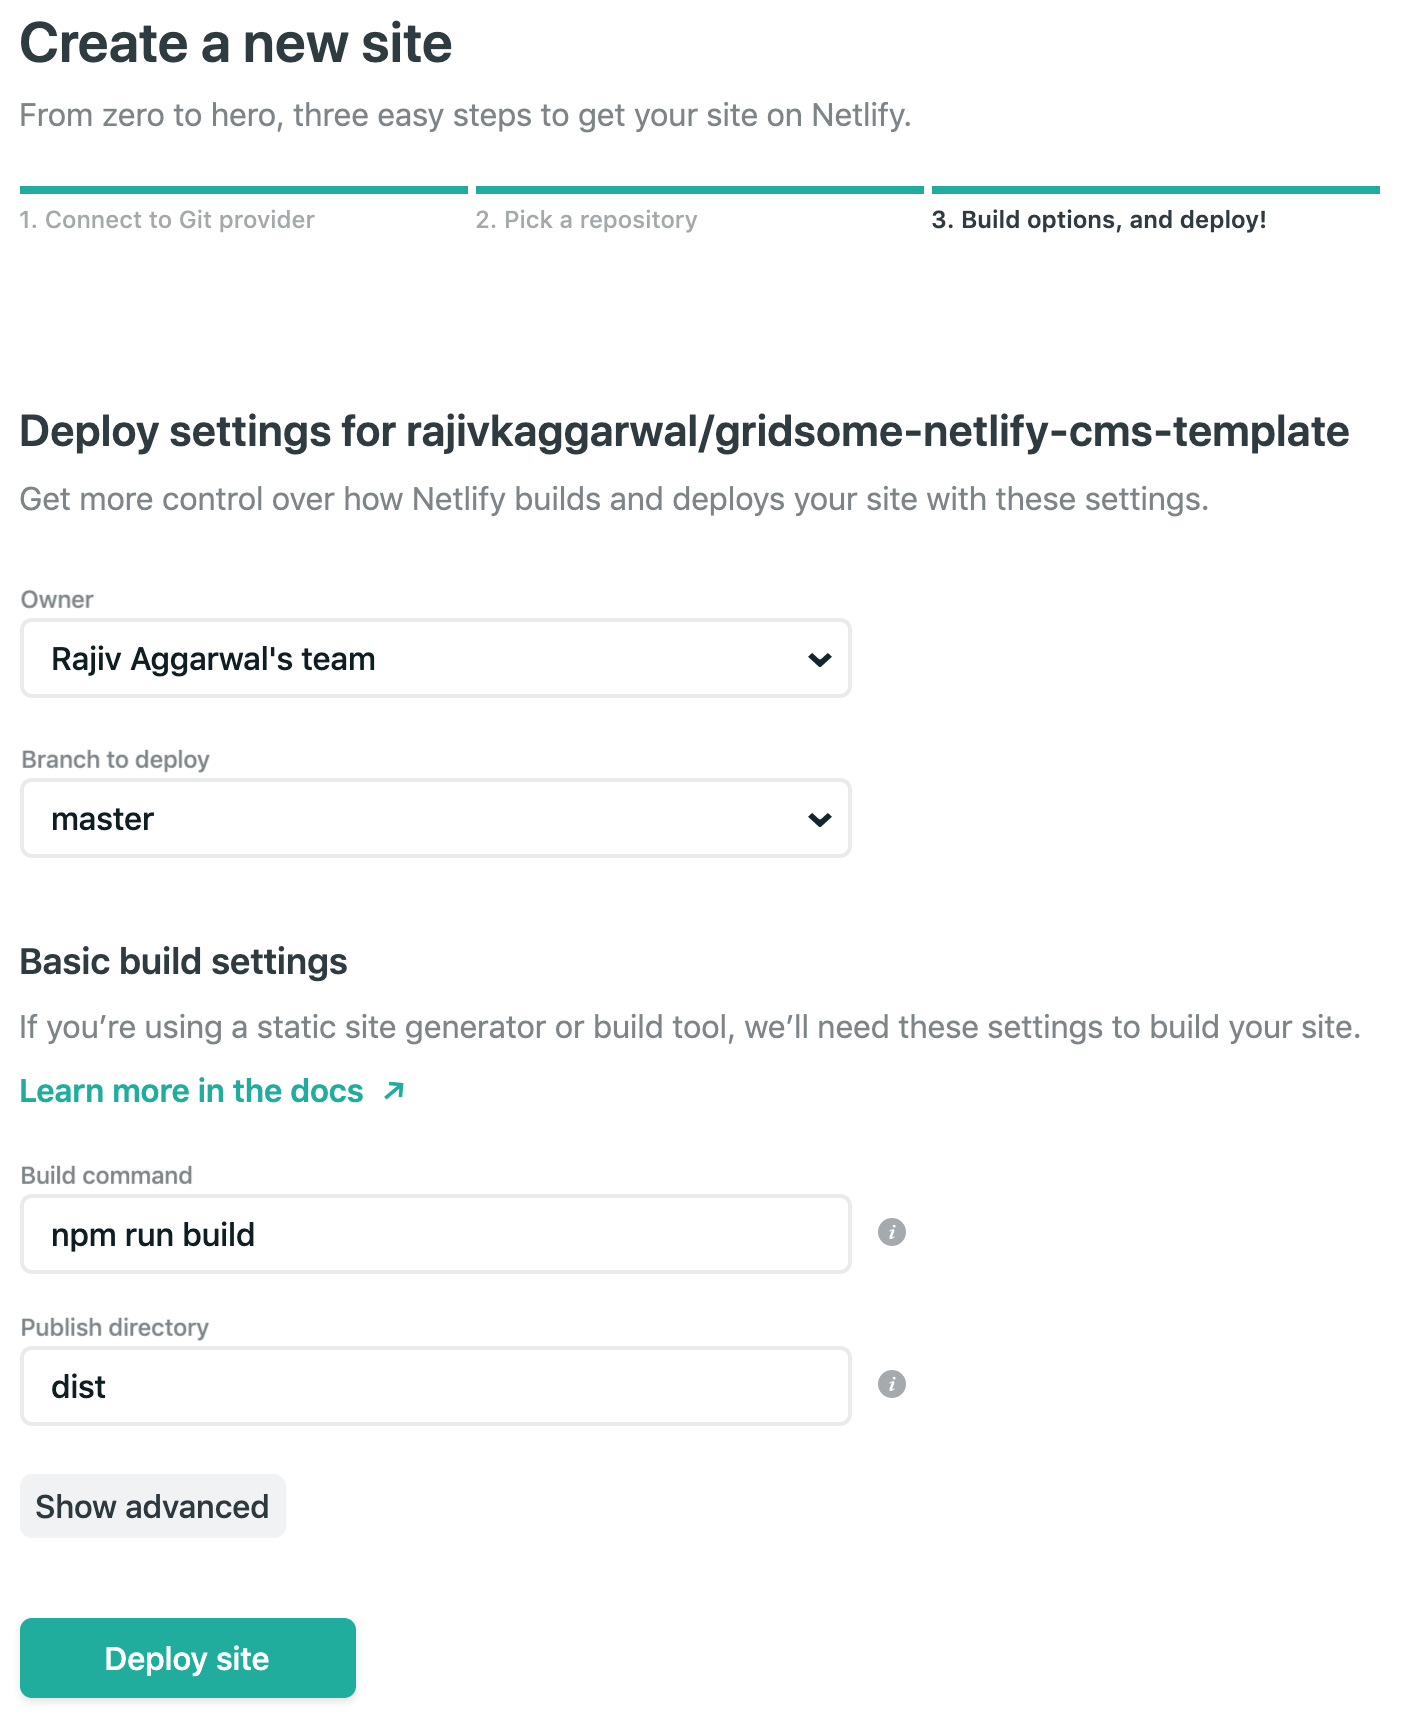 Create a new site
From zero to hero, three easy steps to get your site on Netlify.
1. Connect to Git provider
2. Pick a repository
3. Build options, and deploy!
Deploy settings for rajivkaggarwal/gridsome-netlify-cms-template
Get more control over how Netlify builds and deploys your site with these settings.
Owner
Rajiv Aggarwal's team
Branch to deploy
master
Basic build settings
If you’re using a static site generator or build tool, we’ll need these settings to build your site.
Learn more in the docs
Build command
npm run build
Publish directory
dist
Show advanced
Deploy site